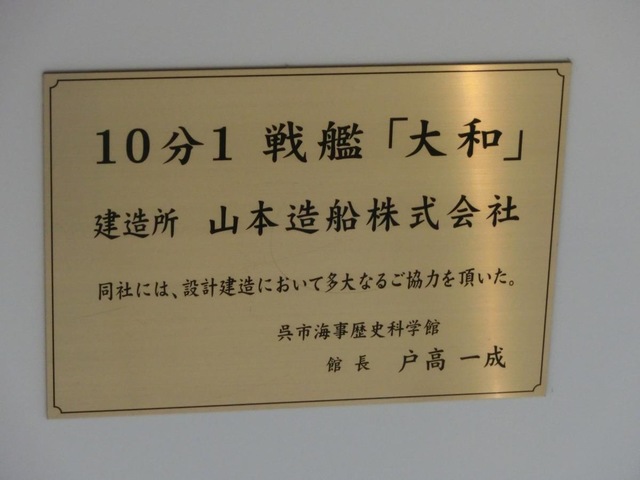 10分1 戦艦「大和」
建造所 山本造船株式会社
同社には、設計建造において多大なるご協力を頂いた。
呉市海事歴史科学館
館長 戸高 一成